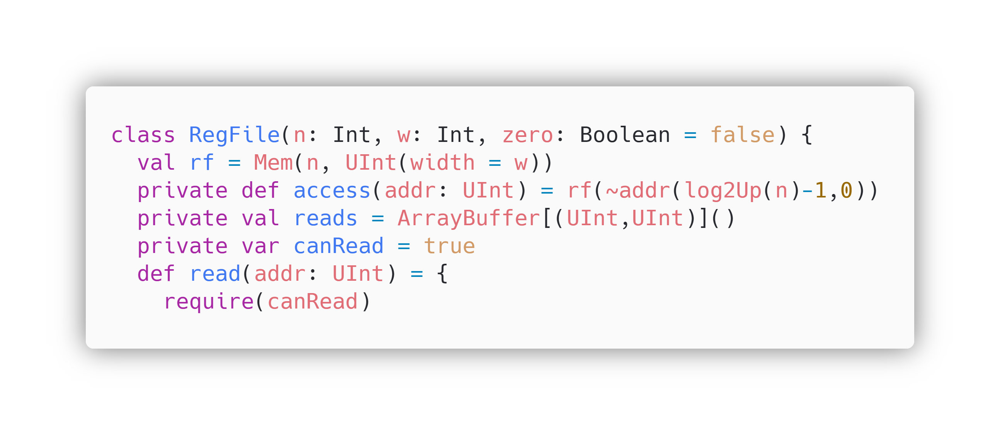 class RegFile(n: Int, w: Int, zero: Boolean = false) {
  val rf = Mem(n, UInt(width = w))
  private def access(addr: UInt) = rf(~addr(log2Up(n)-1,0))
  private val reads = ArrayBuffer[(UInt,UInt)]()
  private var canRead = true
  def read(addr: UInt) = {
    require(canRead)